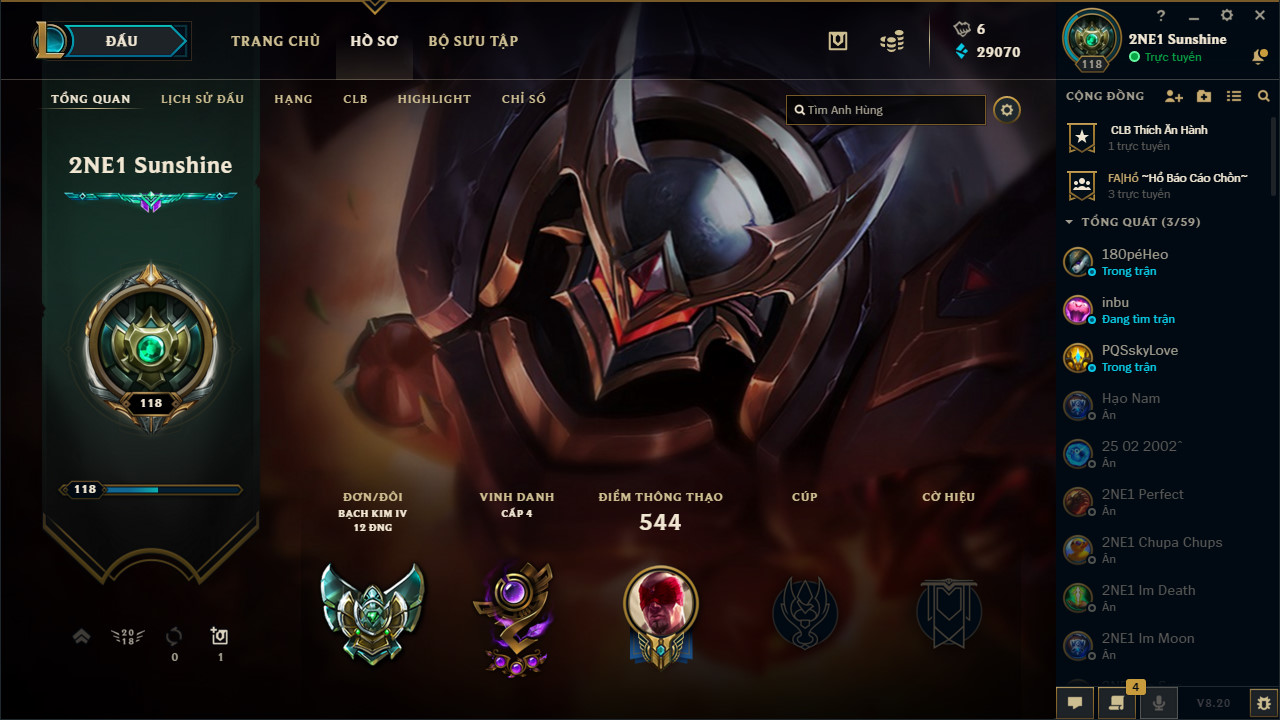 ĐẤU
TRANG CHỦ
HỒ SƠ
BỘ SƯU TẬP
6
29070
?
2NE1 Sunshine
Trực tuyến
118
TỔNG QUAN
LỊCH SỬ ĐẤU
HẠNG
CLB
HIGHLIGHT
CHỈ SỐ
Tìm Anh Hùng
2NE1 Sunshine
118
118
ĐƠN/ĐÔI
BẠCH KIM IV
12 ĐNG
VINH DANH
CẤP 4
ĐIỂM THÔNG THẠO
544
CÚP
CỜ HIỆU
2018
0
1
CỘNG ĐỒNG
CLB Thích Ăn Hành
1 trực tuyến
FA|Hổ ~Hổ Báo Cáo Chồn~
3 trực tuyến
TỔNG QUÁT (3/59)
180péHeo
Trong trận
inbu
Đang tìm trận
PQSskyLove
Trong trận
Hạo Nam
Ẩn
25 02 2002ˆ
Ẩn
2NE1 Perfect
Ẩn
2NE1 Chupa Chups
Ẩn
2NE1 Im Death
Ẩn
2NE1 Im Moon
Ẩn
4
V8.20